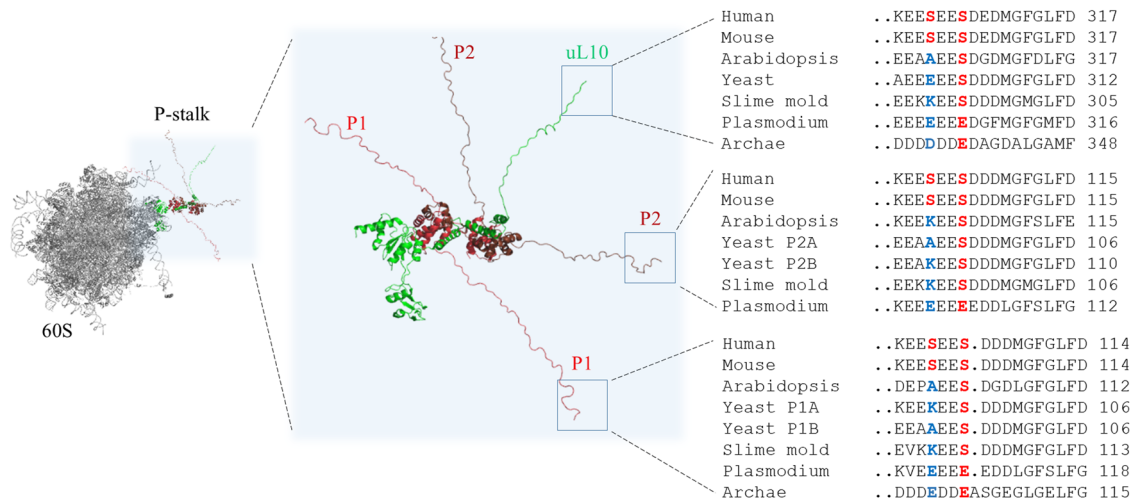 P-stalk
60S
P2
uL10
P1
P2
P1
Human ..KEESEESDEDMGFGLFD 317
Mouse ..KEESEESDEDMGFGLFD 317
Arabidopsis ..EEAAEESDGDMGFDLFG 317
Yeast ..AEEEEESDDDMGFGLFD 312
Slime mold ..EEKKEESDDDMGMGLFD 305
Plasmodium ..EEEEEEEDGFMGFGMFD 316
Archae ..DDDDDDDEDAGDALGAMF 348
Human ..KEESEESDDDMGFGLFD 115
Mouse ..KEESEESDDDMGFGLFD 115
Arabidopsis ..KEEKEESDDDMGFSLFE 115
Yeast P2A ..EEAAEESDDDMGFGLFD 106
Yeast P2B ..EEAKEESDDDMGFGLFD 110
Slime mold ..EEKKEESDDDMGMGLFD 106
Plasmodium ..KEEEEEEEDDLGFSLFG 112
Human ..KEESEES.DDDMGFGLFD 114
Mouse ..KEESEES.DDDMGFGLFD 114
Arabidopsis ..DEPAEES.DGDLGFGLFD 112
Yeast P1A ..KEEKEES.DDDMGFGLFD 106
Yeast P1B ..EEAAEES.DDDMGFGLFD 106
Slime mold ..EVKKEES.DDDMGFGLFD 113
Plasmodium ..KVEEEEE.EDDLGFSLFG 118
Archae ..DDDEDDEASGEGLGELFG 115